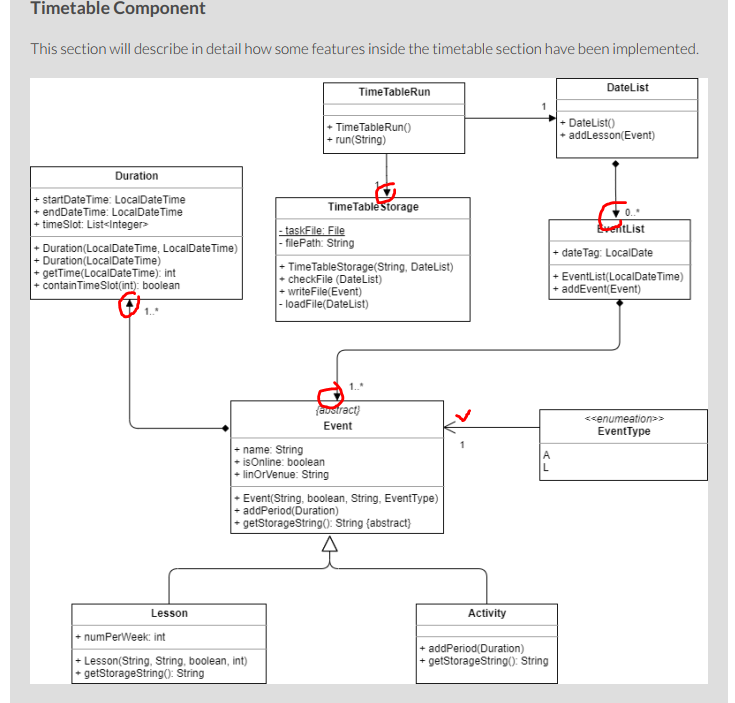 Timetable Component
This section will describe in detail how some features inside the timetable section have been implemented.
TimeTableRun
+ TimeTableRun()
+ run(String)
1
DateList
+ DateList()
+ addLesson(Event)
Duration
+ startDateTime: LocalDateTime
+ endDateTime: LocalDateTime
+ timeSlot: List<Integer>
+ Duration(LocalDateTime, LocalDateTime)
+ Duration(LocalDateTime)
+ getTime(LocalDateTime): int
+ containTimeSlot(int): boolean
1..*
1
TimeTableStorage
- taskFile: File
- filePath: String
+ TimeTableStorage(String, DateList)
+ checkFile (DateList)
+ writeFile(Event)
- loadFile(DateList)
0..*
EventList
+ dateTag: LocalDate
+ EventList(LocalDateTime)
+ addEvent(Event)
1..*
{abstract}
Event
+ name: String
+ isOnline: boolean
+ linOrVenue: String
+ Event(String, boolean, String, EventType)
+ addPeriod(Duration)
+ getStorageString(): String {abstract}
1
<<enumeation>>
EventType
A
L
Lesson
+ numPerWeek: int
+ Lesson(String, String, boolean, int)
+ getStorageString(): String
Activity
+ addPeriod(Duration)
+ getStorageString(): String